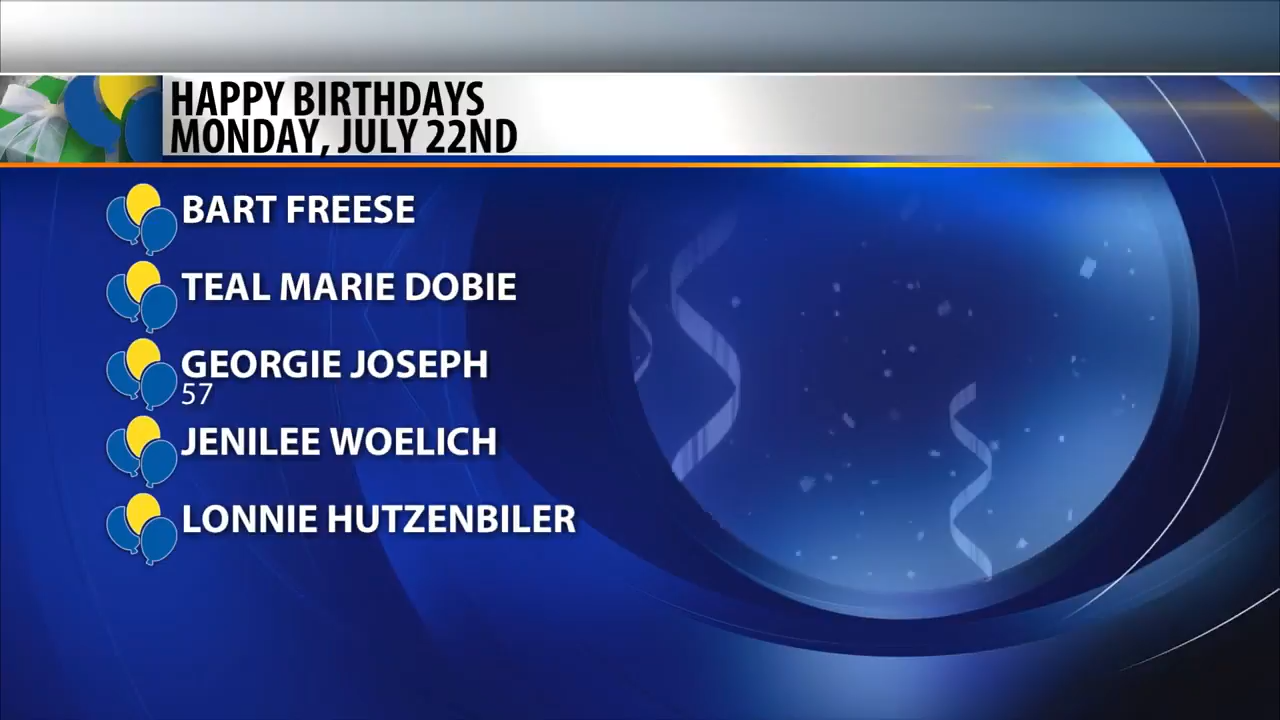 HAPPY BIRTHDAYS
MONDAY, JULY 22ND
BART FREESE
TEAL MARIE DOBIE
GEORGIE JOSEPH
57
JENILEE WOELICH
LONNIE HUTZENBILER